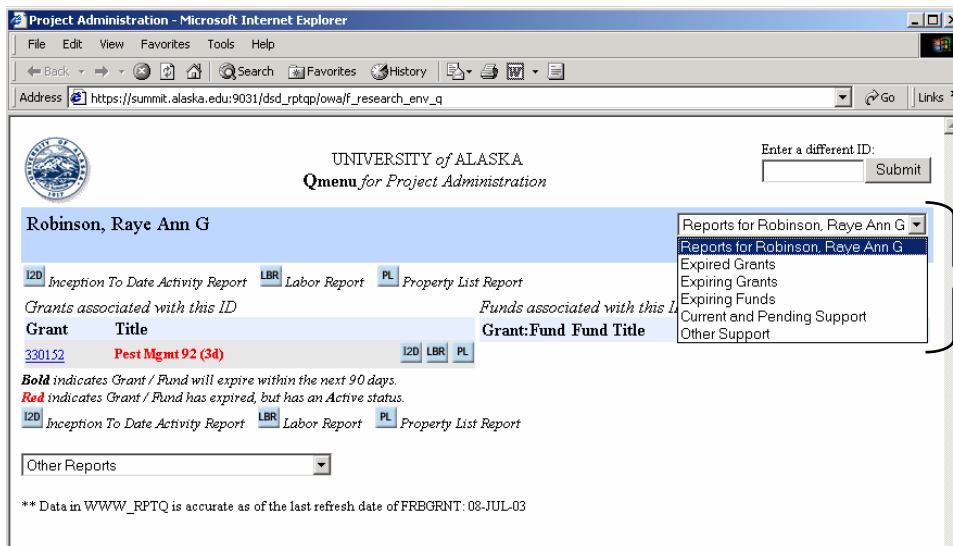 Project Administration - Microsoft Internet Explorer
File Edit View Favorites Tools Help
Back Search Favorites History
Address https://summit.alaska.edu:9031/dsd_rptqp/owa/f_research_env_q Go Links
UNIVERSITY of ALASKA
Qmenu for Project Administration
Enter a different ID:
Submit
Robinson, Raye Ann G
Reports for Robinson, Raye Ann G
Reports for Robinson, Raye Ann G
Expired Grants
Expiring Grants
Expiring Funds
Current and Pending Support
Other Support
I2D Inception To Date Activity Report LBR Labor Report PL Property List Report
Grants associated with this ID
Grant Title
330152 Pest Mgmt 92 (3d) I2D LBR PL
Funds associated with this I
Grant:Fund Fund Title
Bold indicates Grant / Fund will expire within the next 90 days.
Red indicates Grant / Fund has expired, but has an Active status.
I2D Inception To Date Activity Report LBR Labor Report PL Property List Report
Other Reports
** Data in WWW_RPTQ is accurate as of the last refresh date of FRBGRNT: 08-JUL-03